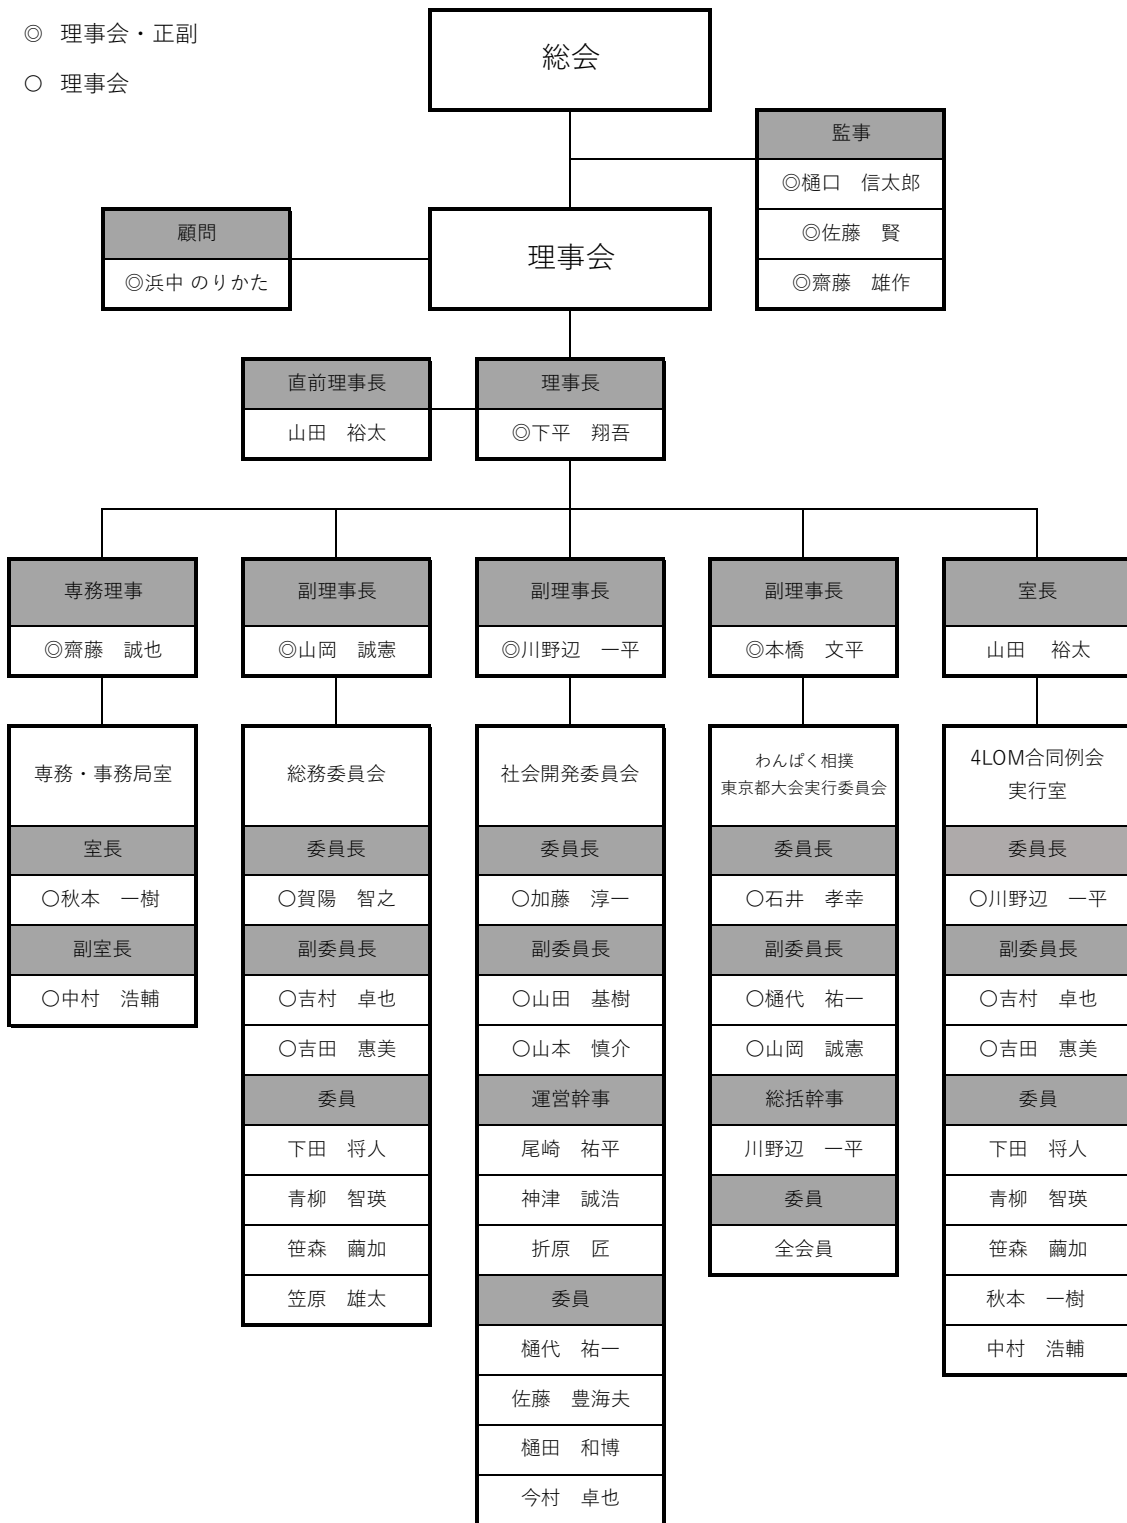 ◎ 理事会・正副
〇 理事会
総会
監事
◎樋口　信太郎
◎佐藤　賢
◎齋藤　雄作
顧問
◎浜中 のりかた
理事会
直前理事長
山田　裕太
理事長
◎下平　翔吾
専務理事
◎齋藤　誠也
専務・事務局室
室長
〇秋本　一樹
副室長
〇中村　浩輔
副理事長
◎山岡　誠憲
総務委員会
委員長
〇賀陽　智之
副委員長
〇吉村　卓也
〇吉田　惠美
委員
下田　将人
青柳　智瑛
笹森　繭加
笠原　雄太
副理事長
◎川野辺　一平
社会開発委員会
委員長
〇加藤　淳一
副委員長
〇山田　基樹
〇山本　慎介
運営幹事
尾崎　祐平
神津　誠浩
折原　匠
委員
樋代　祐一
佐藤　豊海夫
樋田　和博
今村　卓也
副理事長
◎本橋　文平
わんぱく相撲
東京都大会実行委員会
委員長
〇石井　孝幸
副委員長
〇樋代　祐一
〇山岡　誠憲
総括幹事
川野辺　一平
委員
全会員
室長
山田　裕太
4LOM合同例会
実行室
委員長
〇川野辺　一平
副委員長
〇吉村　卓也
〇吉田　惠美
委員
下田　将人
青柳　智瑛
笹森　繭加
秋本　一樹
中村　浩輔